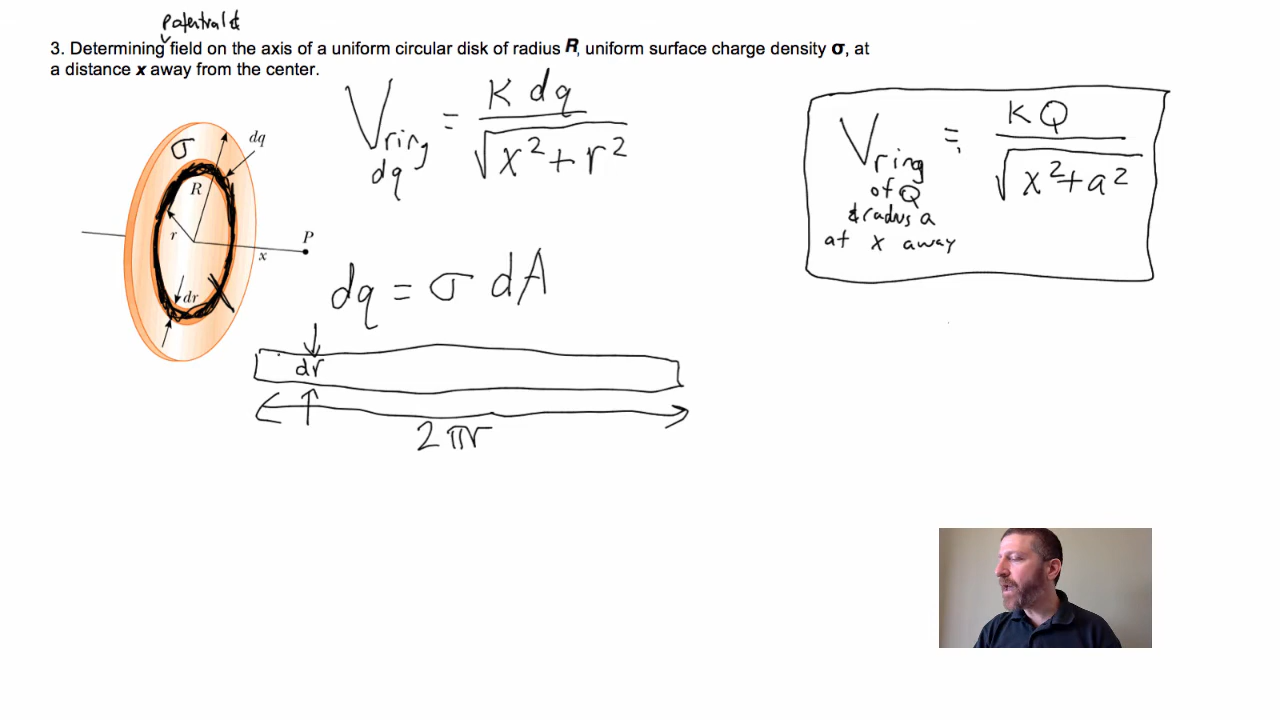 potential &
3. Determining field on the axis of a uniform circular disk of radius R, uniform surface charge density σ, at
a distance x away from the center.
V ring dq = K dq / √x²+r²
dq = σ dA
dr
2πr
σ
dq
R
r
P
x
dr
V ring of Q & radius a at x away = KQ / √x²+a²